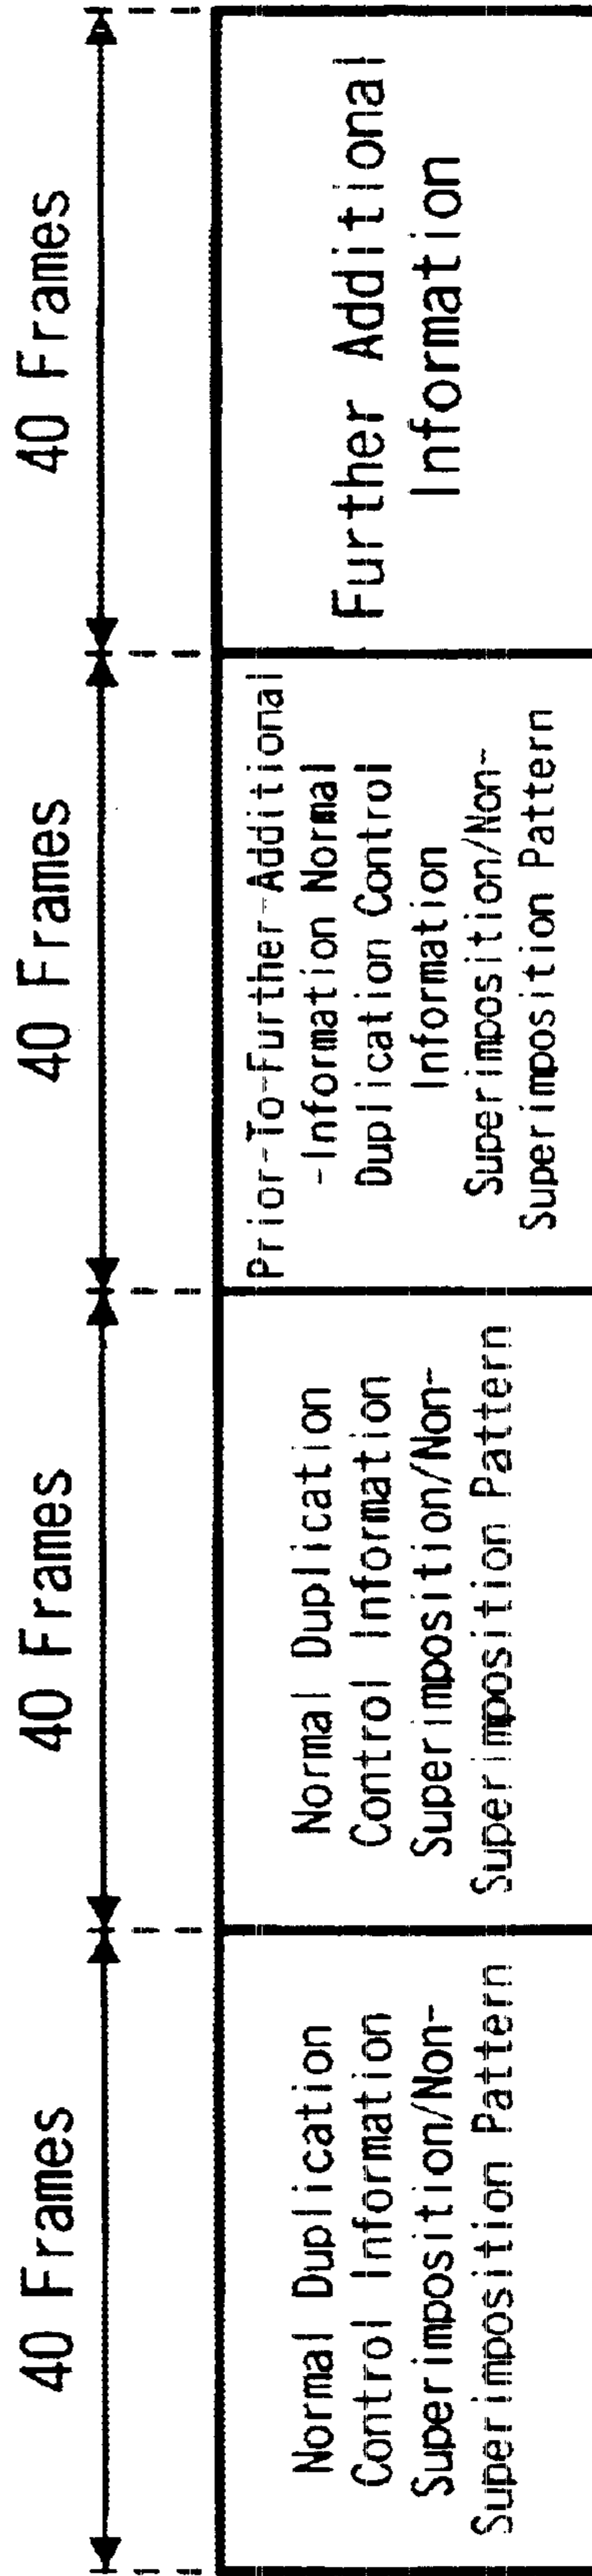 40 Frames
40 Frames
40 Frames
40 Frames
Normal Duplication
Control Information
Superimposition/Non-
Superimposition Pattern
Normal Duplication
Control Information
Superimposition/Non-
Superimposition Pattern
Prior-To-Further-Additional
-Information Normal
Duplication Control
Information
Superimposition/Non-
Superimposition Pattern
Further Additional
Information